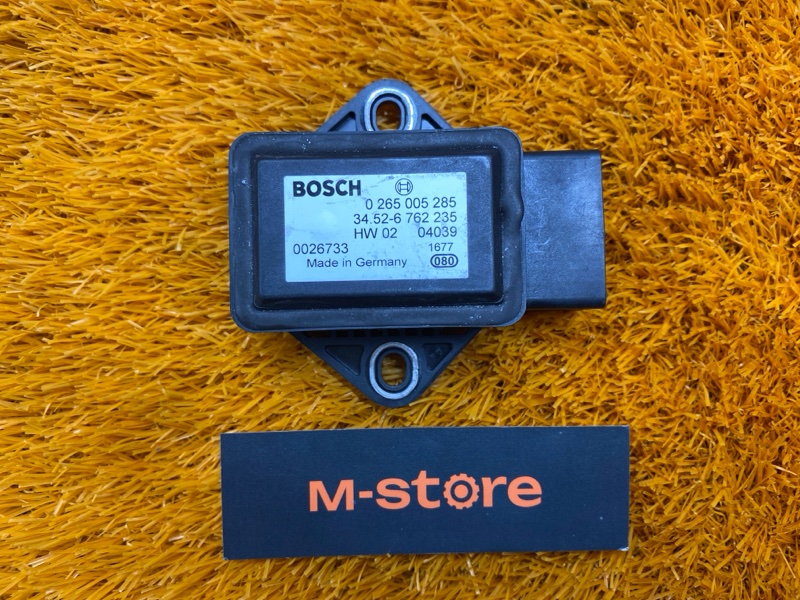 BOSCH
0 265 005 285
34.52-6 762 235
HW 02 04039
0026733 1677
Made in Germany 080
M-store